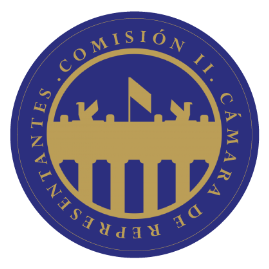 COMISIÓN II. CÁMARA DE REPRESENTANTES.